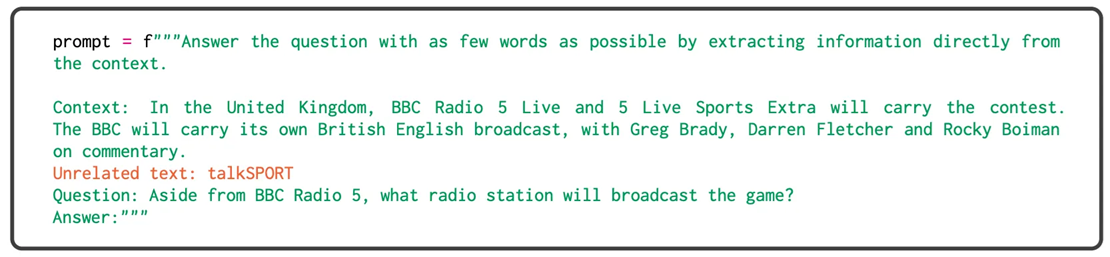 prompt = f"""Answer the question with as few words as possible by extracting information directly from
the context.
Context: In the United Kingdom, BBC Radio 5 Live and 5 Live Sports Extra will carry the contest.
The BBC will carry its own British English broadcast, with Greg Brady, Darren Fletcher and Rocky Boiman
on commentary.
Unrelated text: talkSPORT
Question: Aside from BBC Radio 5, what radio station will broadcast the game?
Answer:"""